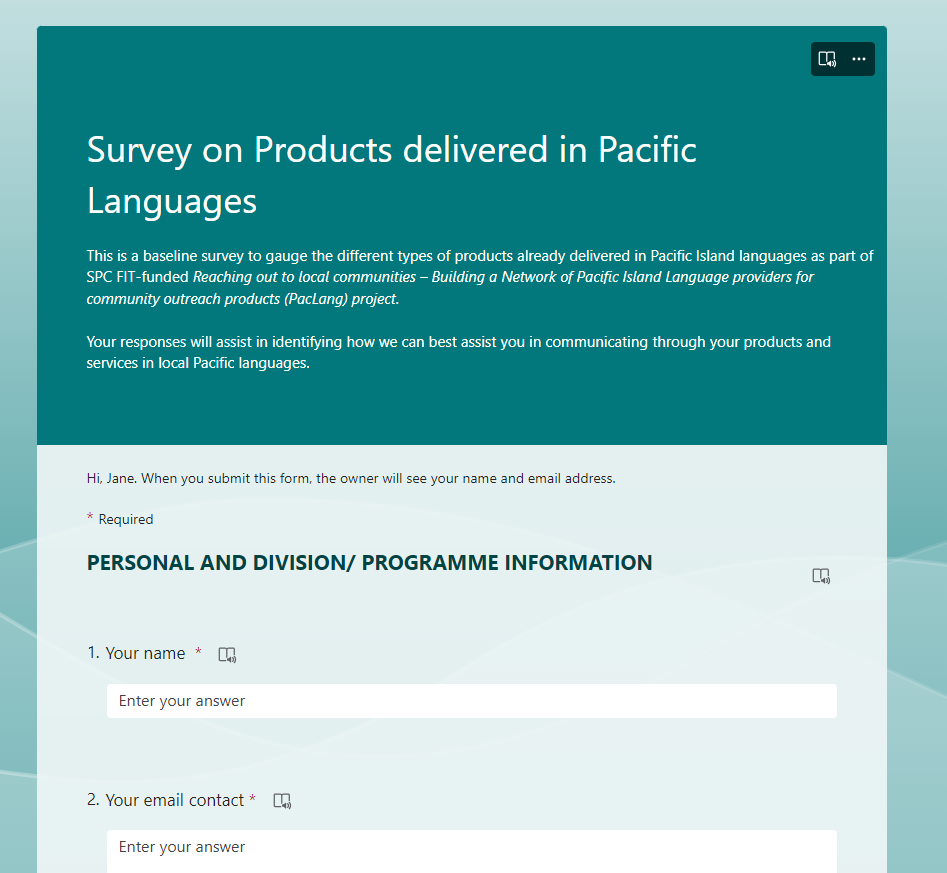 Survey on Products delivered in Pacific
Languages
This is a baseline survey to gauge the different types of products already delivered in Pacific Island languages as part of
SPC FIT-funded Reaching out to local communities – Building a Network of Pacific Island Language providers for
community outreach products (PacLang) project.
Your responses will assist in identifying how we can best assist you in communicating through your products and
services in local Pacific languages.
Hi, Jane. When you submit this form, the owner will see your name and email address.
* Required
PERSONAL AND DIVISION/ PROGRAMME INFORMATION
1. Your name *
Enter your answer
2. Your email contact *
Enter your answer